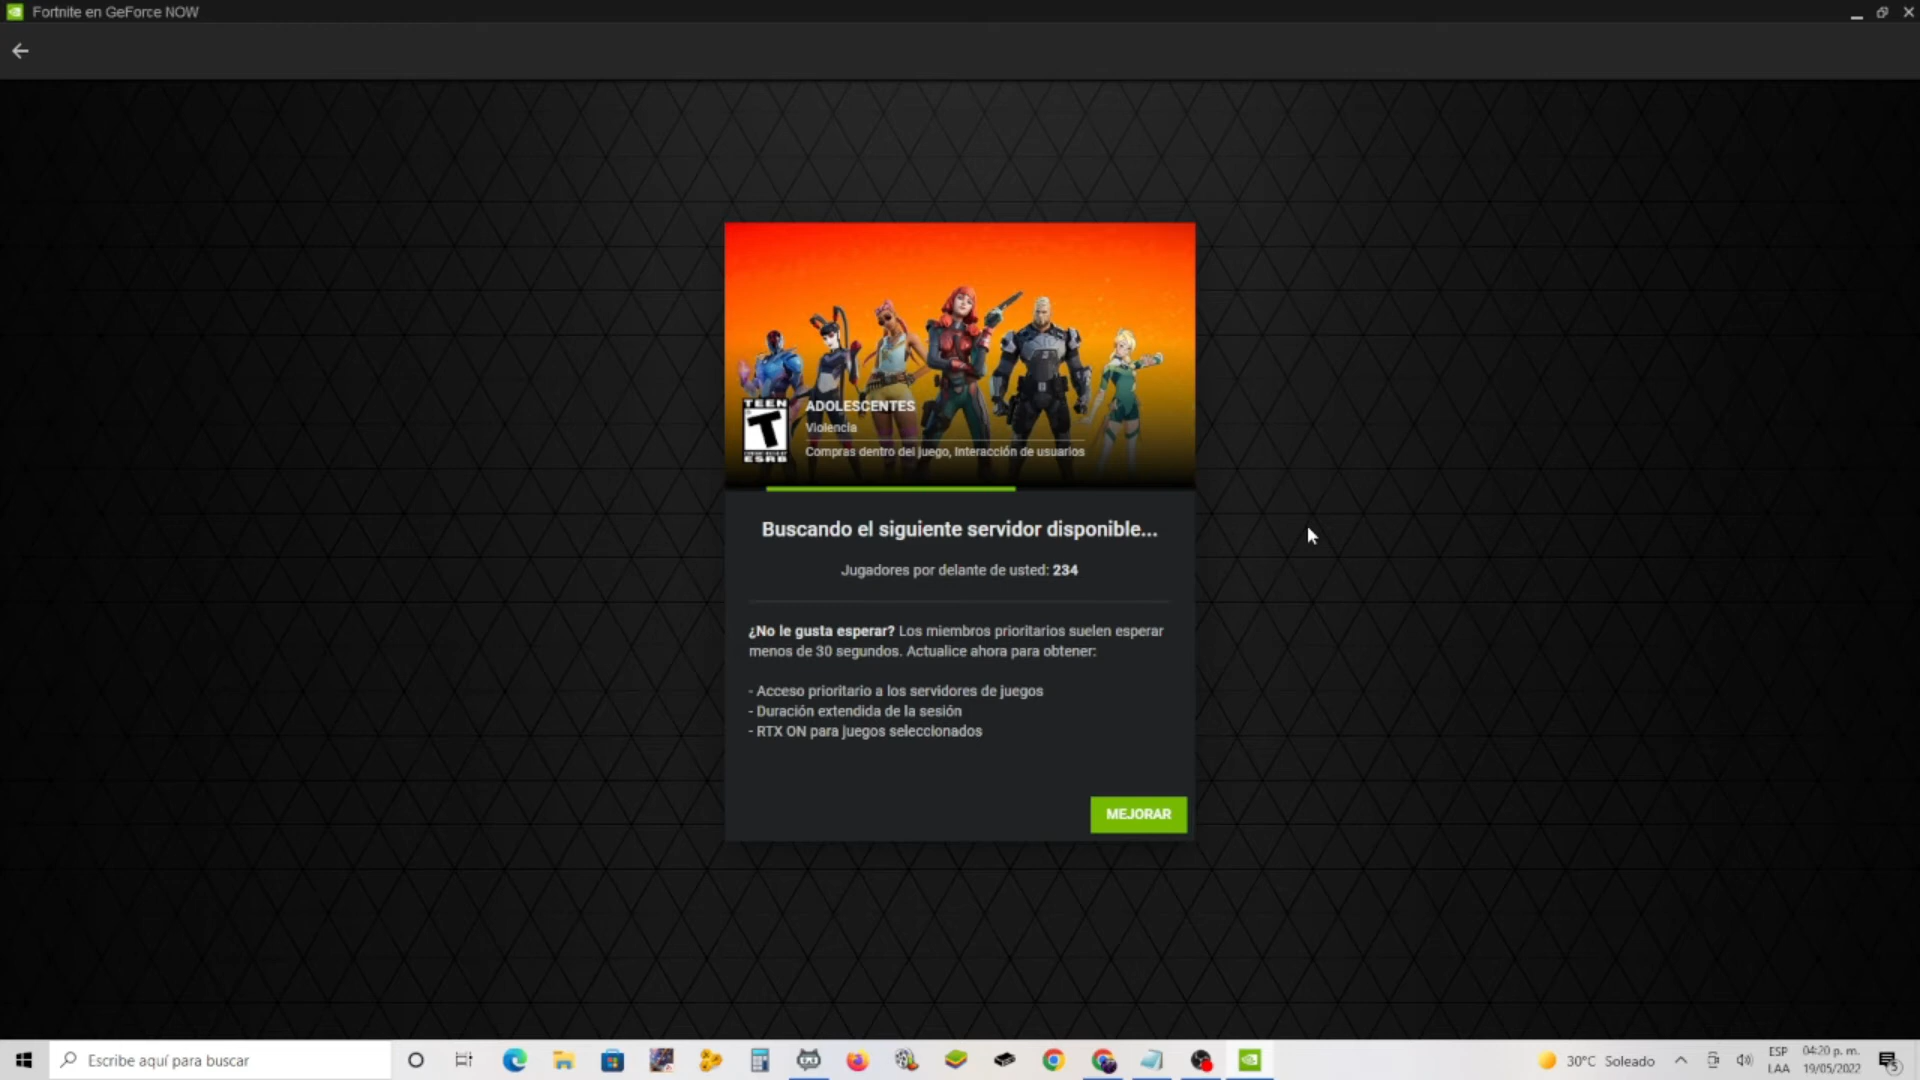 Fortnite en GeForce NOW
TEEN
T
ESRB
ADOLESCENTES
Violencia
Compras dentro del juego, Interacción de usuarios
Buscando el siguiente servidor disponible...
Jugadores por delante de usted: 234
¿No le gusta esperar? Los miembros prioritarios suelen esperar
menos de 30 segundos. Actualice ahora para obtener:
- Acceso prioritario a los servidores de juegos
- Duración extendida de la sesión
- RTX ON para juegos seleccionados
MEJORAR
Escribe aquí para buscar
30°C Soleado
ESP
LAA
04:20 p. m.
19/05/2022
5